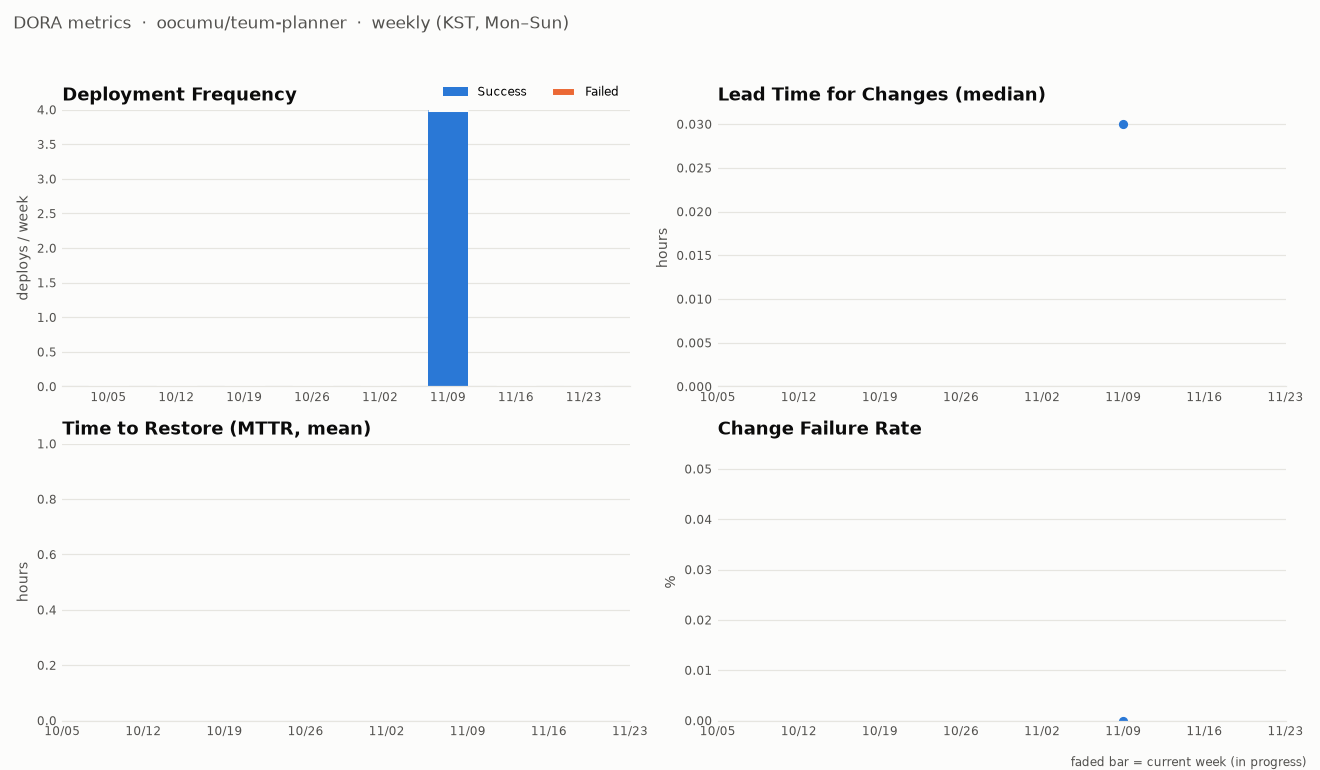 DORA metrics · oocumu/teum-planner · weekly (KST, Mon–Sun)
Deployment Frequency
Success
Failed
deploys / week
4.0
3.5
3.0
2.5
2.0
1.5
1.0
0.5
0.0
10/05 10/12 10/19 10/26 11/02 11/09 11/16 11/23
Lead Time for Changes (median)
hours
0.030
0.025
0.020
0.015
0.010
0.005
0.000
10/05 10/12 10/19 10/26 11/02 11/09 11/16 11/23
Time to Restore (MTTR, mean)
hours
1.0
0.8
0.6
0.4
0.2
0.0
10/05 10/12 10/19 10/26 11/02 11/09 11/16 11/23
Change Failure Rate
%
0.05
0.04
0.03
0.02
0.01
0.00
10/05 10/12 10/19 10/26 11/02 11/09 11/16 11/23
faded bar = current week (in progress)